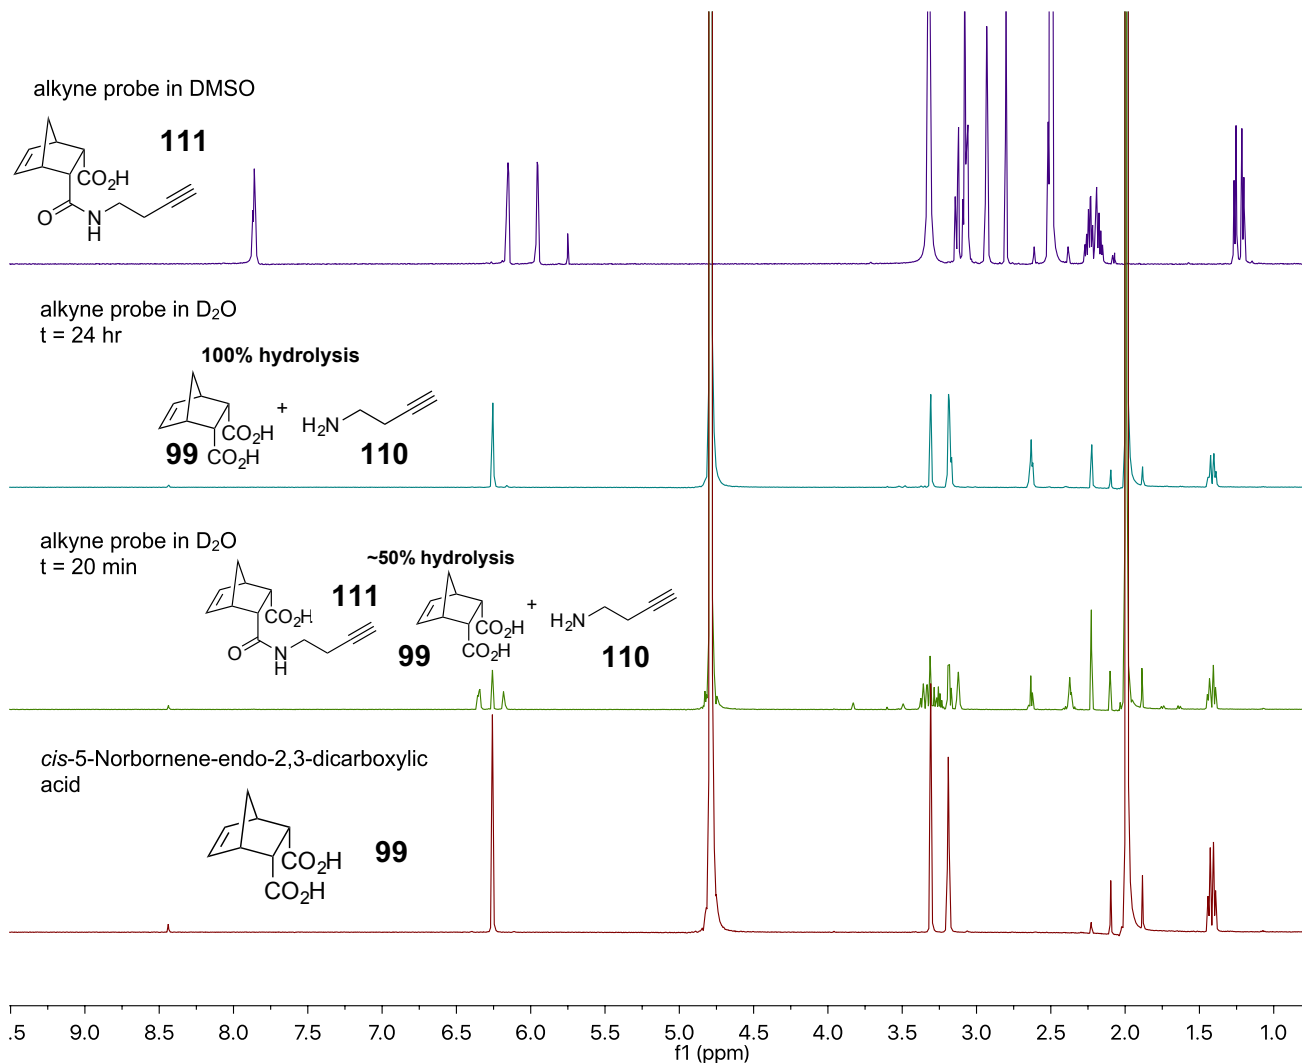 alkyne probe in DMSO
111
CO₂H
O
N
H
alkyne probe in D₂O
t = 24 hr
100% hydrolysis
+
H₂N
CO₂H
99
CO₂H
110
alkyne probe in D₂O
t = 20 min
~50% hydrolysis
111
+
H₂N
CO₂H
CO₂H
O
N
H
99
CO₂H
110
cis-5-Norbornene-endo-2,3-dicarboxylic
acid
99
CO₂H
CO₂H
.5 9.0 8.5 8.0 7.5 7.0 6.5 6.0 5.5 5.0 4.5 4.0 3.5 3.0 2.5 2.0 1.5 1.0
f1 (ppm)